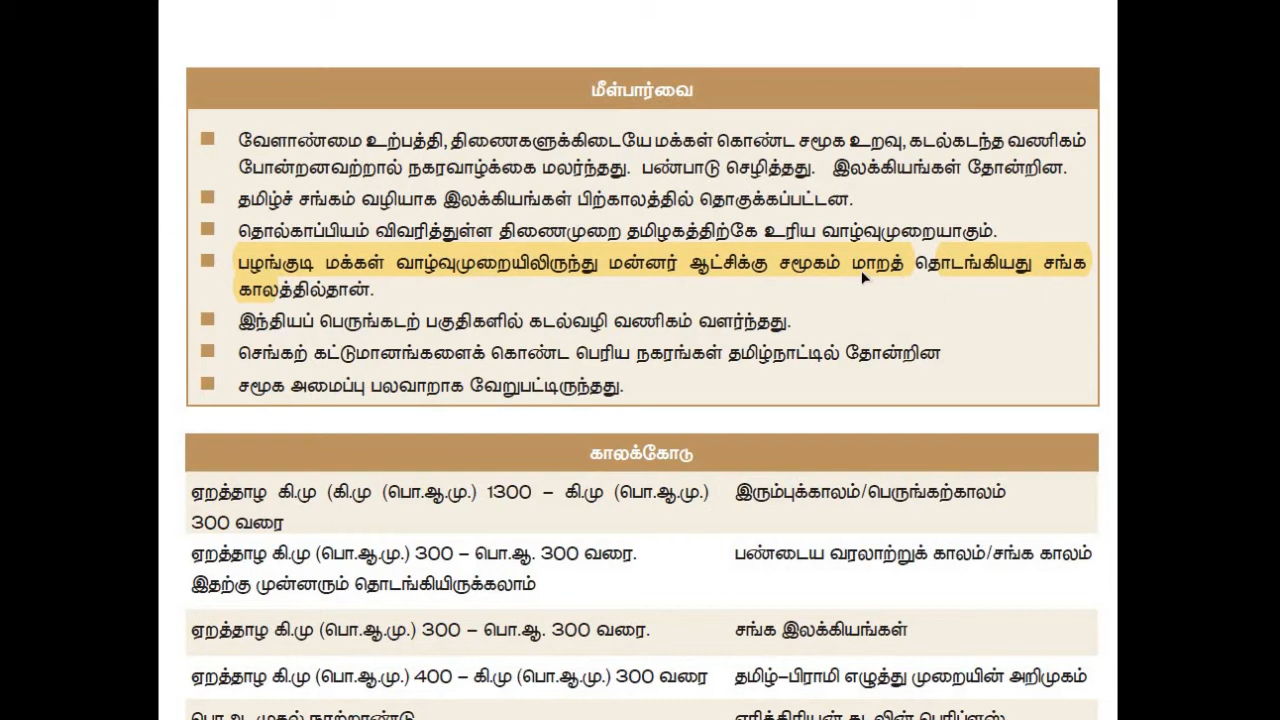 மீள்பார்வை
வேளாண்மை உற்பத்தி, திணைகளுக்கிடையே மக்கள் கொண்ட சமூக உறவு, கடல்கடந்த வணிகம்
போன்றனவற்றால் நகரவாழ்க்கை மலர்ந்தது. பண்பாடு செழித்தது. இலக்கியங்கள் தோன்றின.
தமிழ்ச் சங்கம் வழியாக இலக்கியங்கள் பிற்காலத்தில் தொகுக்கப்பட்டன.
தொல்காப்பியம் விவரித்துள்ள திணைமுறை தமிழகத்திற்கே உரிய வாழ்வுமுறையாகும்.
பழங்குடி மக்கள் வாழ்வுமுறையிலிருந்து மன்னர் ஆட்சிக்கு சமூகம் மாறத் தொடங்கியது சங்க
காலத்தில்தான்.
இந்தியப் பெருங்கடற் பகுதிகளில் கடல்வழி வணிகம் வளர்ந்தது.
செங்கற் கட்டுமானங்களைக் கொண்ட பெரிய நகரங்கள் தமிழ்நாட்டில் தோன்றின
சமூக அமைப்பு பலவாறாக வேறுபட்டிருந்தது.
காலக்கோடு
ஏறத்தாழ கி.மு (கி.மு (பொ.ஆ.மு.) 1300 – கி.மு (பொ.ஆ.மு.) இரும்புக்காலம்/பெருங்கற்காலம்
300 வரை
ஏறத்தாழ கி.மு (பொ.ஆ.மு.) 300 – பொ.ஆ. 300 வரை. பண்டைய வரலாற்றுக் காலம்/சங்க காலம்
இதற்கு முன்னரும் தொடங்கியிருக்கலாம்
ஏறத்தாழ கி.மு (பொ.ஆ.மு.) 300 – பொ.ஆ. 300 வரை. சங்க இலக்கியங்கள்
ஏறத்தாழ கி.மு (பொ.ஆ.மு.) 400 – கி.மு (பொ.ஆ.மு.) 300 வரை தமிழ்–பிராமி எழுத்து முறையின் அறிமுகம்
பொ.ஆ. முதல் நூற்றாண்டு எரித்திரியன் கடலின் பெரிப்ளஸ்